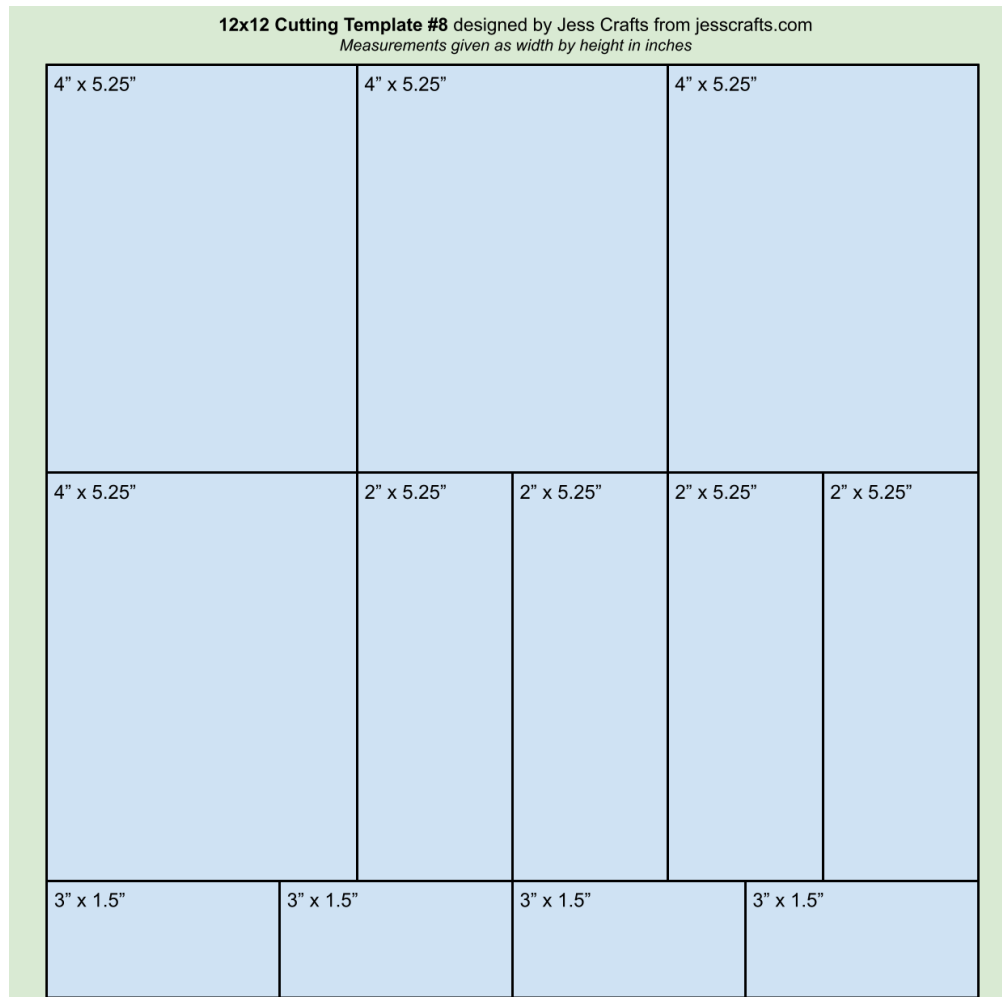 12x12 Cutting Template #8 designed by Jess Crafts from jesscrafts.com
Measurements given as width by height in inches
4” x 5.25” 4” x 5.25” 4” x 5.25”
4” x 5.25” 2” x 5.25” 2” x 5.25” 2” x 5.25” 2” x 5.25”
3” x 1.5” 3” x 1.5” 3” x 1.5” 3” x 1.5”